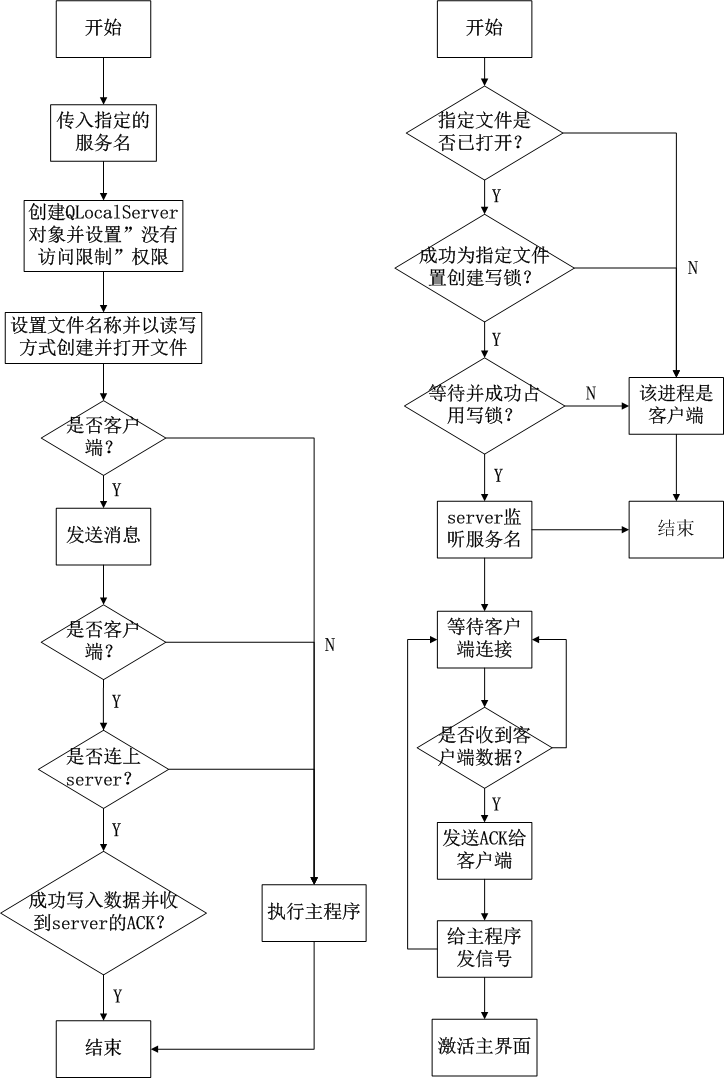 开始
传入指定的
服务名
创建QLocalServer
对象并设置”没有
访问限制”权限
设置文件名称并以读写
方式创建并打开文件
是否客户
端?
Y
发送消息
是否客户
端?
N
Y
是否连上
server?
Y
成功写入数据并收
到server的ACK?
执行主程序
Y
结束
开始
指定文件是
否已打开?
Y
成功为指定文件
置创建写锁?
N
Y
等待并成功占
用写锁?
N
该进程是
客户端
Y
server监
听服务名
结束
等待客户
端连接
是否收到客
户端数据?
Y
发送ACK给
客户端
给主程序
发信号
激活主界面